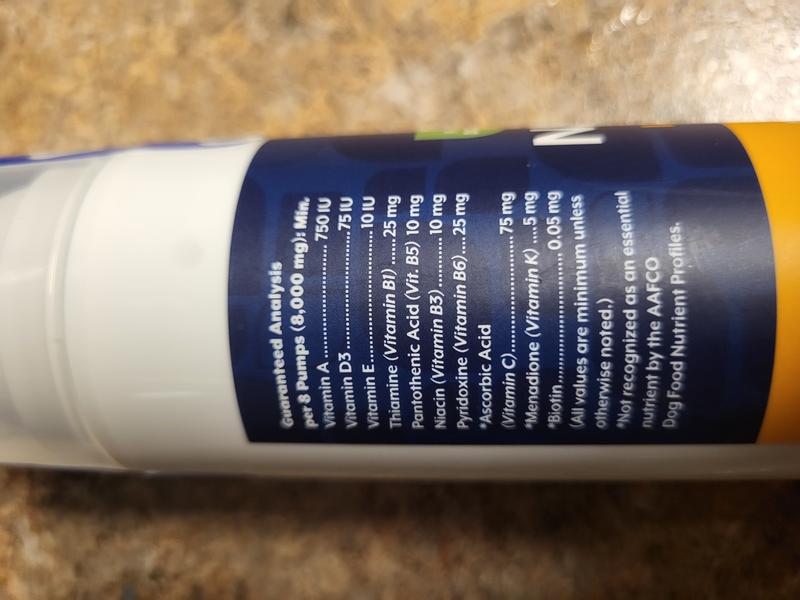 Guaranteed Analysis
per 8 Pumps (8,000 mg): Min.
Vitamin A ........................ 750 IU
Vitamin D3 ........................75 IU
Vitamin E........................10 IU
Thiamine (Vitamin B1) .....25 mg
Pantothenic Acid (Vit. B5) 10 mg
Niacin (Vitamin B3) .........10 mg
Pyridoxine (Vitamin B6)....25 mg
*Ascorbic Acid
(Vitamin C)........................75 mg
*Menadione (Vitamin K) ....5 mg
*Biotin........................ 0.05 mg
(All values are minimum unless
otherwise noted.)
*Not recognized as an essential
nutrient by the AAFCO
Dog Food Nutrient Profiles.
N